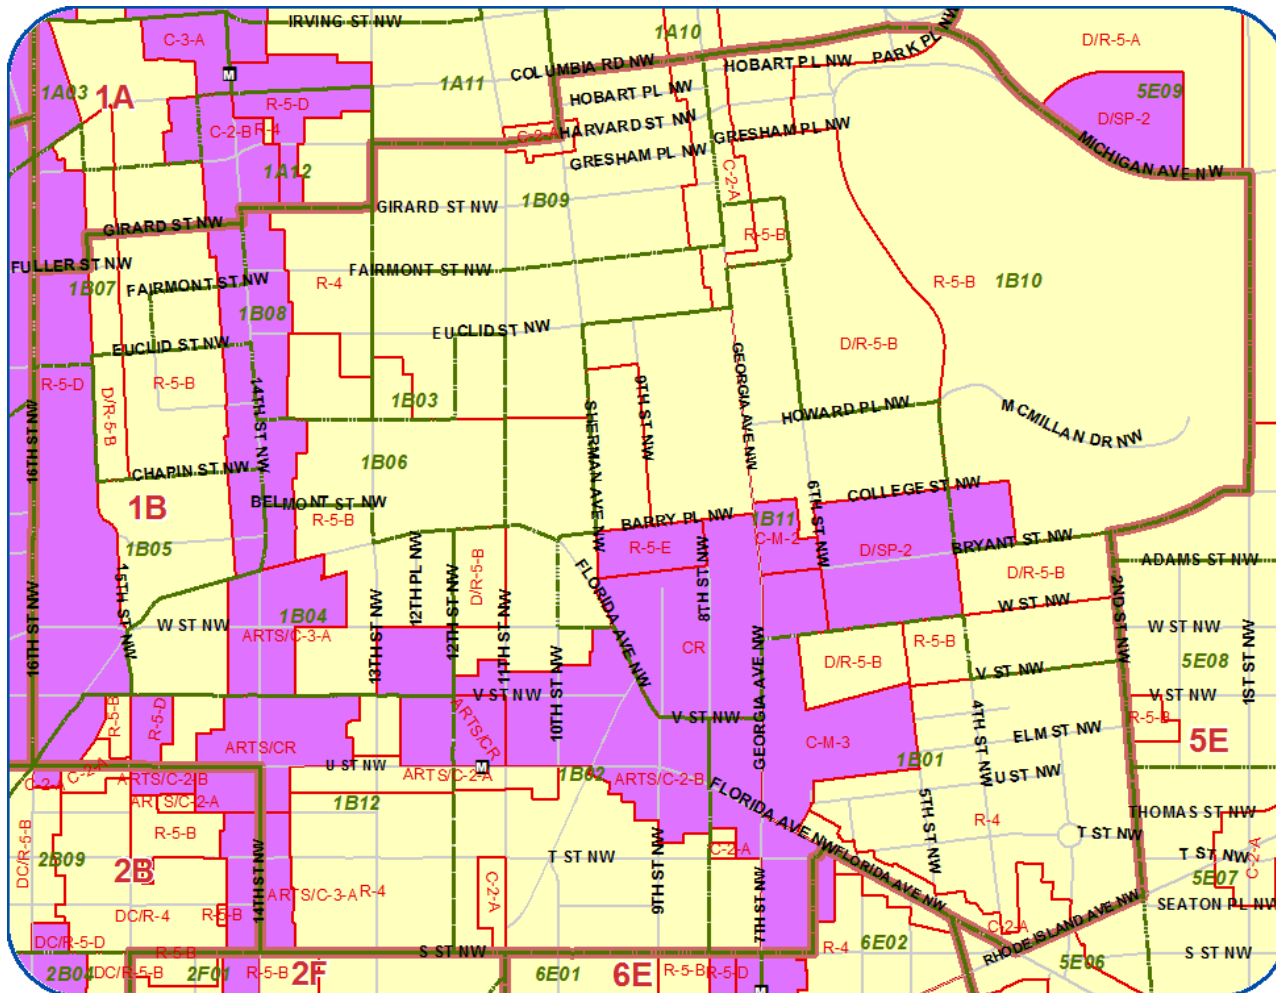 IRVING ST NW
1A10
C-3-A
D/R-5-A
PARK PL NW
HOBART PL NW
COLUMBIA RD NW
M
1A03
1A
1A11
HOBART PL NW
5E09
R-5-D
D/SP-2
C-2-B
R-4
C-2-A
HARVARD ST NW
GRESHAM PL NW
GRESHAM PL NW
MICHIGAN AVE NW
1A12
C-2-A
1B09
GIRARD ST NW
GIRARD ST NW
R-5-B
FULLER ST NW
FAIRMONT ST NW
1B07
FAIRMONT ST NW
R-4
R-5-B
1B10
1B08
EUCLID ST NW
EUCLID ST NW
D/R-5-B
R-5-D
R-5-B
D/R-5-B
14TH ST NW
1B03
SHERMAN AVE NW
9TH ST NW
GEORGIA AVE NW
HOWARD PL NW
MCMILLAN DR NW
16TH ST NW
CHAPIN ST NW
1B06
1B
BELMONT ST NW
R-5-B
COLLEGE ST NW
6TH ST NW
BARRY PL NW
1B11
C-M-2
1B05
R-5-E
D/SP-2
BRYANT ST NW
ADAMS ST NW
12TH PL NW
D/R-5-B
8TH ST NW
D/R-5-B
15TH ST NW
FLORIDA AVE NW
2ND ST NW
W ST NW
1B04
W ST NW
W ST NW
ARTS/C-3-A
16TH ST NW
13TH ST NW
12TH ST NW
11TH ST NW
10TH ST NW
CR
GEORGIA AVE NW
R-5-B
D/R-5-B
5E08
1ST ST NW
V ST NW
V ST NW
V ST NW
V ST NW
R-5-B
R-5-D
R-5-B
ARTS/CR
ARTS/CR
C-M-3
4TH ST NW
ELM ST NW
5E
1B01
U ST NW
M
ARTS/C-2-A
1B02
ARTS/C-2-B
U ST NW
C-2-A
C-2-A
ARTS/C-2-B
ARTS/C-2-A
1B12
FLORIDA AVE NW
5TH ST NW
THOMAS ST NW
R-4
R-5-B
T ST NW
DC/R-5-B
2B09
2B
14TH ST NW
T ST NW
9TH ST NW
C-2-A
FLORIDA AVE NW
T ST NW
C-2-A
5E07
C-2-A
ARTS/C-3-A
R-4
7TH ST NW
RHODE ISLAND AVE NW
SEATON PL NW
DC/R-4
R-5-B
C-2-A
DC/R-5-D
R-5-B
S ST NW
R-4
6E02
S ST NW
2B04
DC/R-5-B
2F01
R-5-B
2F
6E01
6E
R-5-B
R-5-D
5E06
M